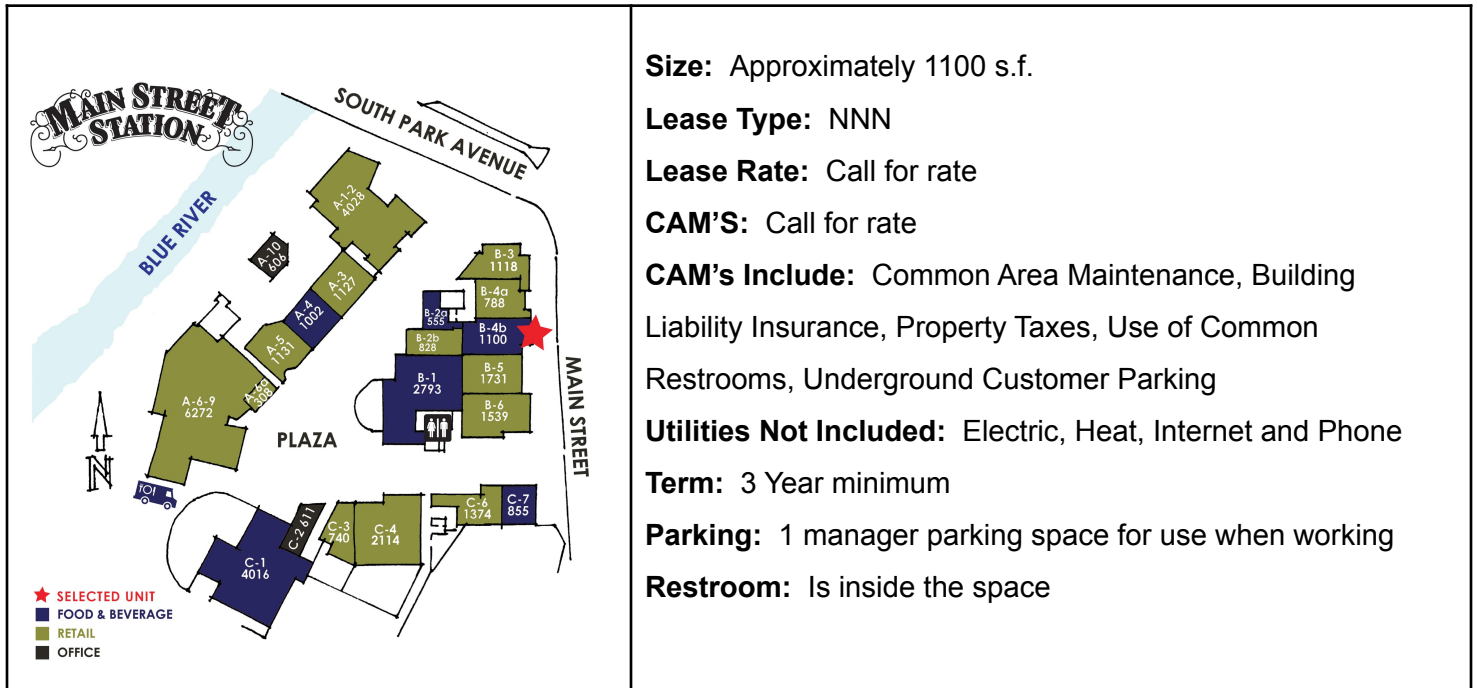 MAIN STREET
STATION
SOUTH PARK AVENUE
BLUE RIVER
A-1-2
4028
A-10
606
A-3
1127
A-4
1002
A-5
1131
A-6a
308
A-6-9
6272
B-3
1118
B-4a
788
B-2a
555
B-4b
1100
B-2b
828
B-1
2793
B-5
1731
B-6
1539
MAIN STREET
PLAZA
N
C-1
4016
C-2 611
C-3
740
C-4
2114
C-6
1374
C-7
855
SELECTED UNIT
FOOD & BEVERAGE
RETAIL
OFFICE
Size: Approximately 1100 s.f.
Lease Type: NNN
Lease Rate: Call for rate
CAM’S: Call for rate
CAM’s Include: Common Area Maintenance, Building
Liability Insurance, Property Taxes, Use of Common
Restrooms, Underground Customer Parking
Utilities Not Included: Electric, Heat, Internet and Phone
Term: 3 Year minimum
Parking: 1 manager parking space for use when working
Restroom: Is inside the space